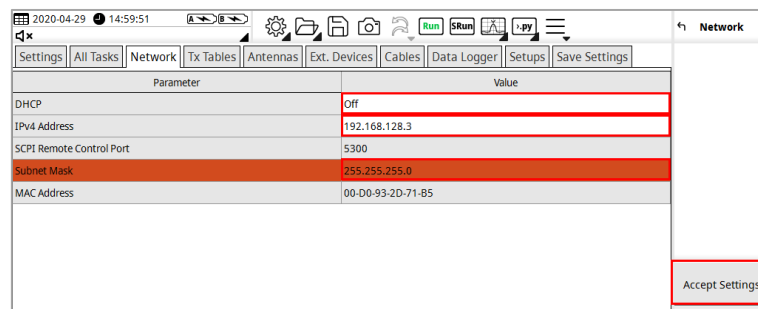 2020-04-29 14:59:51 A B Run SRun >.py Network
Settings All Tasks Network Tx Tables Antennas Ext. Devices Cables Data Logger Setups Save Settings
Parameter Value
DHCP Off
IPv4 Address 192.168.128.3
SCPI Remote Control Port 5300
Subnet Mask 255.255.255.0
MAC Address 00-D0-93-2D-71-B5
Accept Settings